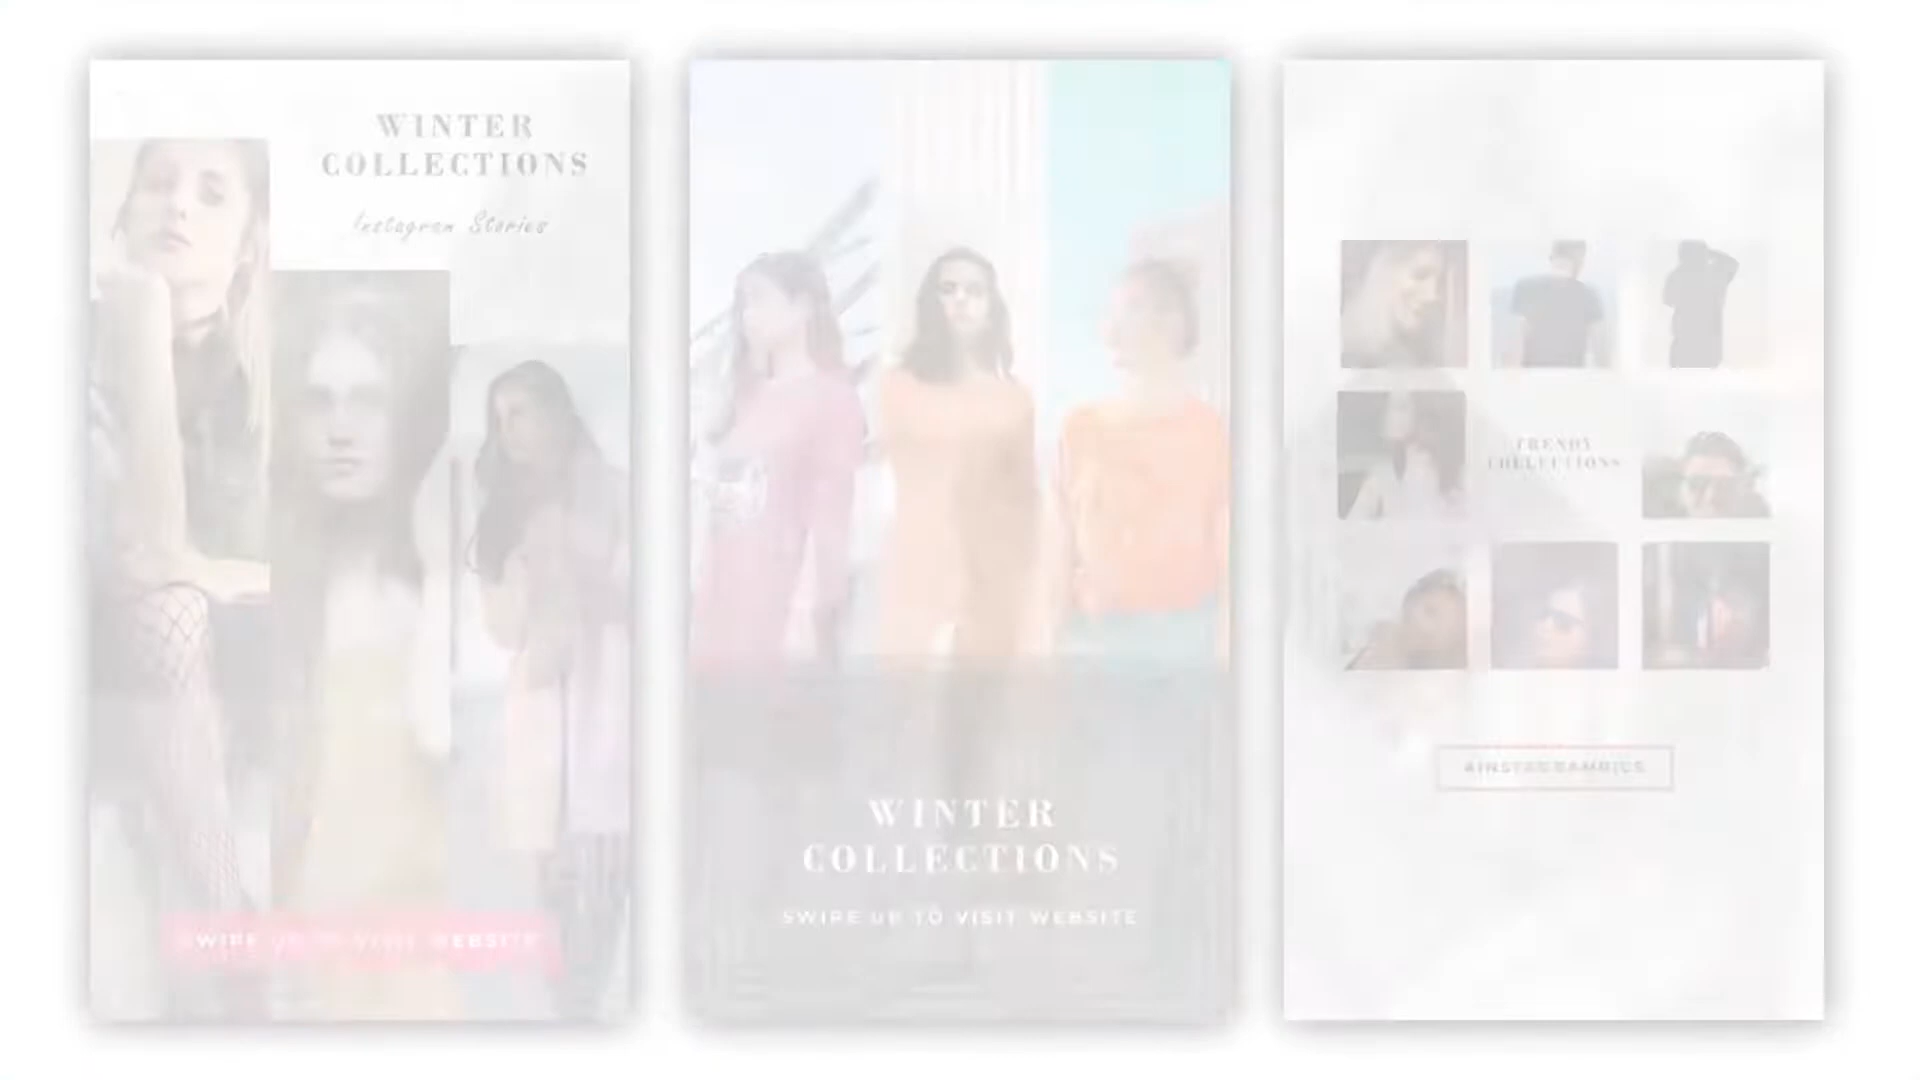 WINTER
COLLECTIONS
Instagram Stories
SWIPE UP TO VISIT WEBSITE
WINTER
COLLECTIONS
SWIPE UP TO VISIT WEBSITE
TRENDY
COLLECTIONS